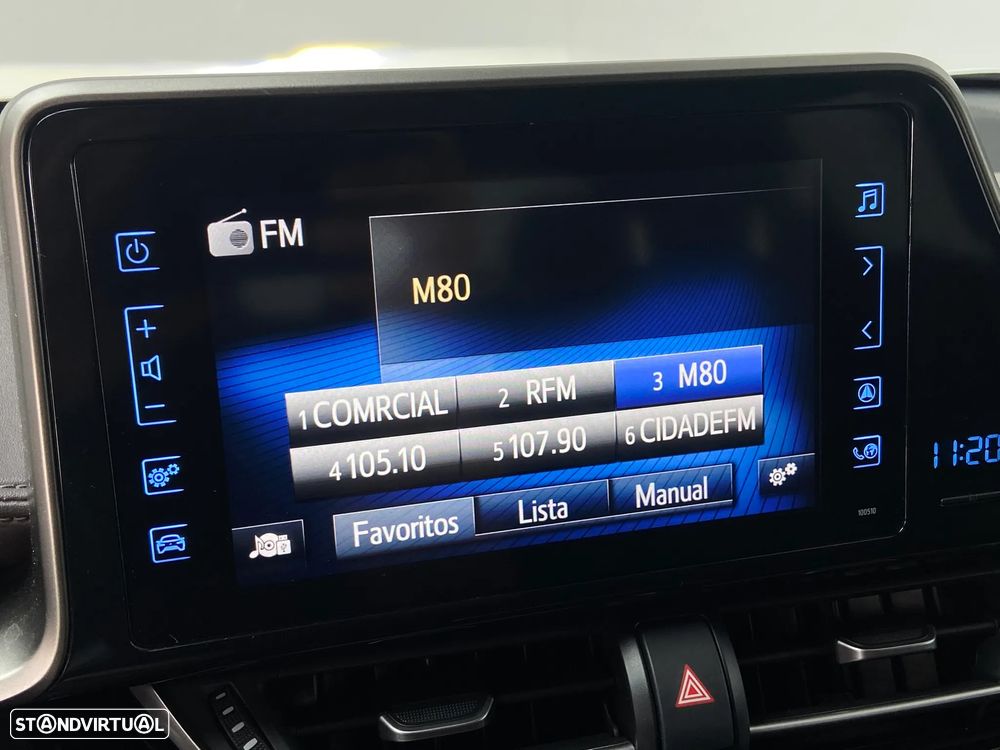 FM
M80
1 COMRCIAL
2 RFM
3 M80
4 105.10
5 107.90
6 CIDADEFM
Favoritos
Lista
Manual
11:20
100510
STANDVIRTUAL